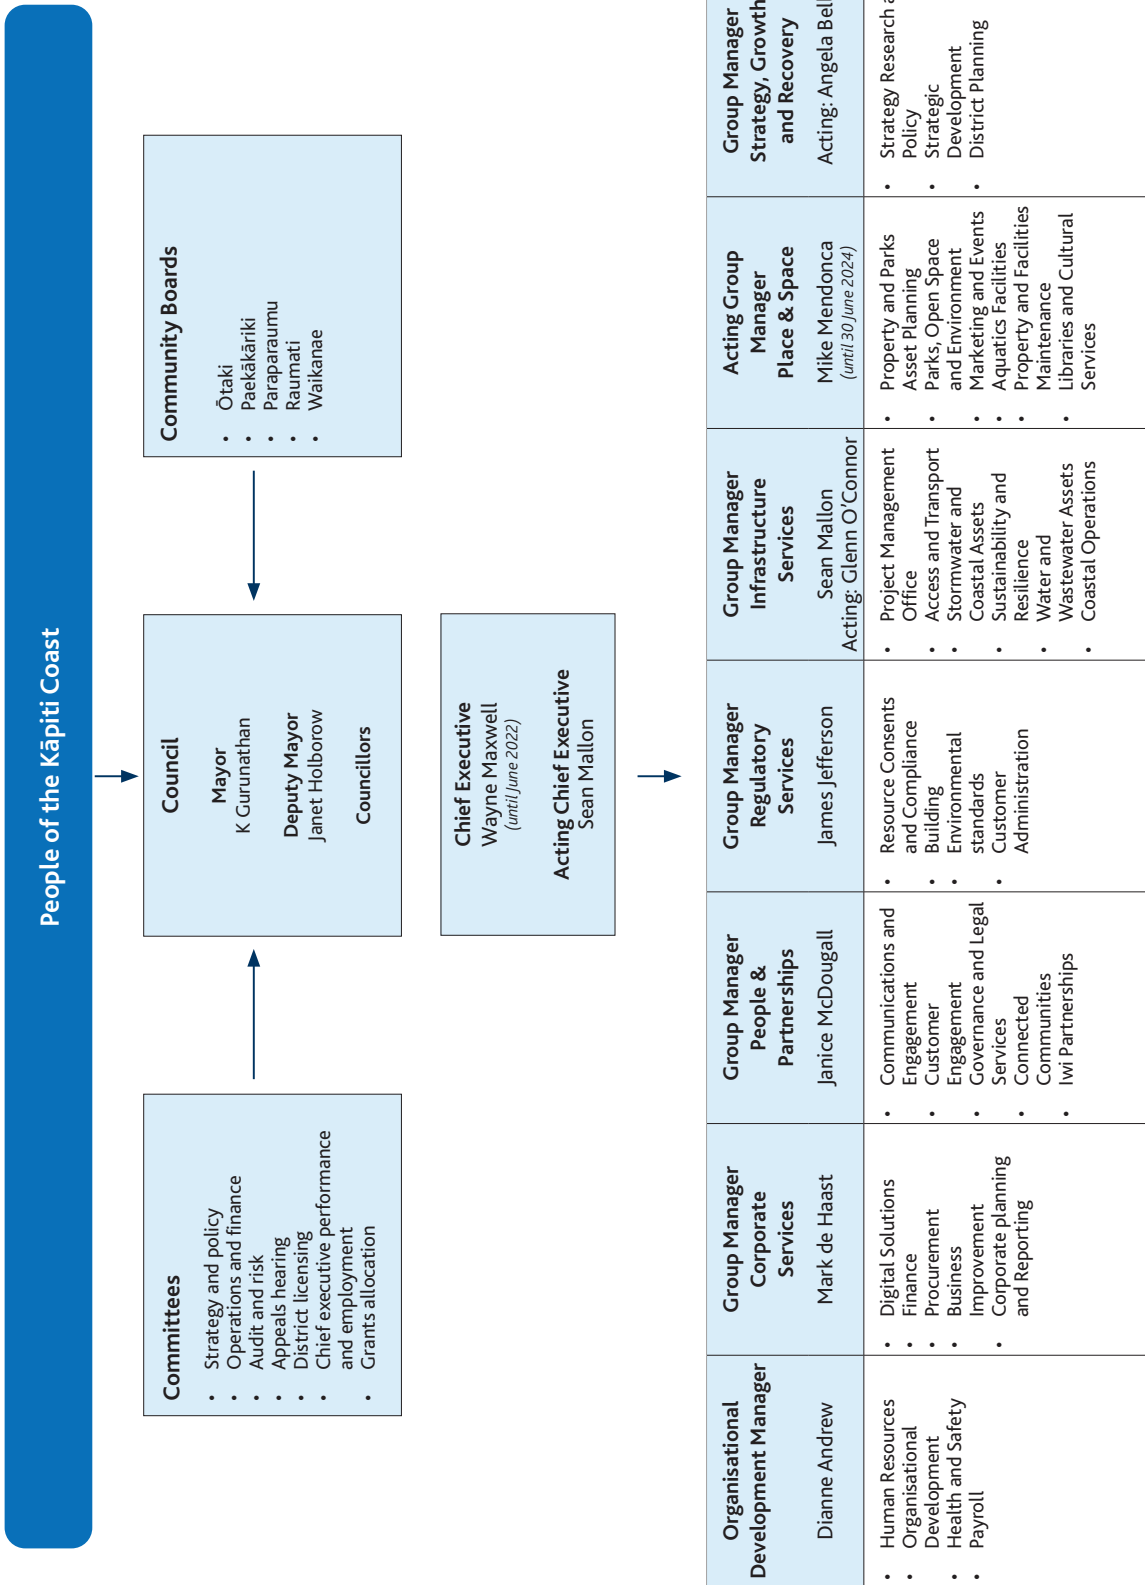 People of the Kāpiti Coast
Committees
• Strategy and policy
• Operations and finance
• Audit and risk
• Appeals hearing
• District licensing
• Chief executive performance
and employment
• Grants allocation
Council
Mayor
K Gurunathan
Deputy Mayor
Janet Holborow
Councillors
Community Boards
• Ōtaki
• Paekākāriki
• Paraparaumu
• Raumati
• Waikanae
Chief Executive
Wayne Maxwell
(until June 2022)
Acting Chief Executive
Sean Mallon
Organisational
Development Manager
Dianne Andrew
• Human Resources
• Organisational
Development
• Health and Safety
• Payroll
Group Manager
Corporate
Services
Mark de Haast
• Digital Solutions
• Finance
• Procurement
• Business
Improvement
• Corporate planning
and Reporting
Group Manager
People &
Partnerships
Janice McDougall
• Communications and
Engagement
• Customer
Engagement
• Governance and Legal
Services
• Connected
Communities
• Iwi Partnerships
Group Manager
Regulatory
Services
James Jefferson
• Resource Consents
and Compliance
• Building
• Environmental
standards
• Customer
Administration
Group Manager
Infrastructure
Services
Sean Mallon
Acting: Glenn O'Connor
• Project Management
Office
• Access and Transport
• Stormwater and
Coastal Assets
• Sustainability and
Resilience
• Water and
Wastewater Assets
• Coastal Operations
Acting Group
Manager
Place & Space
Mike Mendonca
(until 30 June 2024)
• Property and Parks
Asset Planning
• Parks, Open Space
and Environment
• Marketing and Events
• Aquatics Facilities
• Property and Facilities
Maintenance
• Libraries and Cultural
Services
Group Manager
Strategy, Growth
and Recovery
Acting: Angela Bell
• Strategy Research
Policy
• Strategic
Development
• District Planning